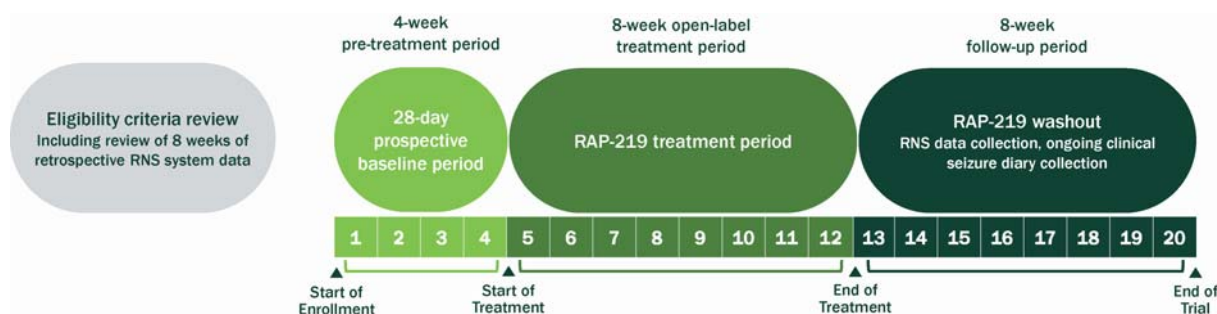 4-week
pre-treatment period
8-week open-label
treatment period
8-week
follow-up period
Eligibility criteria review
Including review of 8 weeks of
retrospective RNS system data
28-day
prospective
baseline period
RAP-219 treatment period
RAP-219 washout
RNS data collection, ongoing clinical
seizure diary collection
1 2 3 4 5 6 7 8 9 10 11 12 13 14 15 16 17 18 19 20
Start of
Enrollment
Start of
Treatment
End of
Treatment
End of
Trial